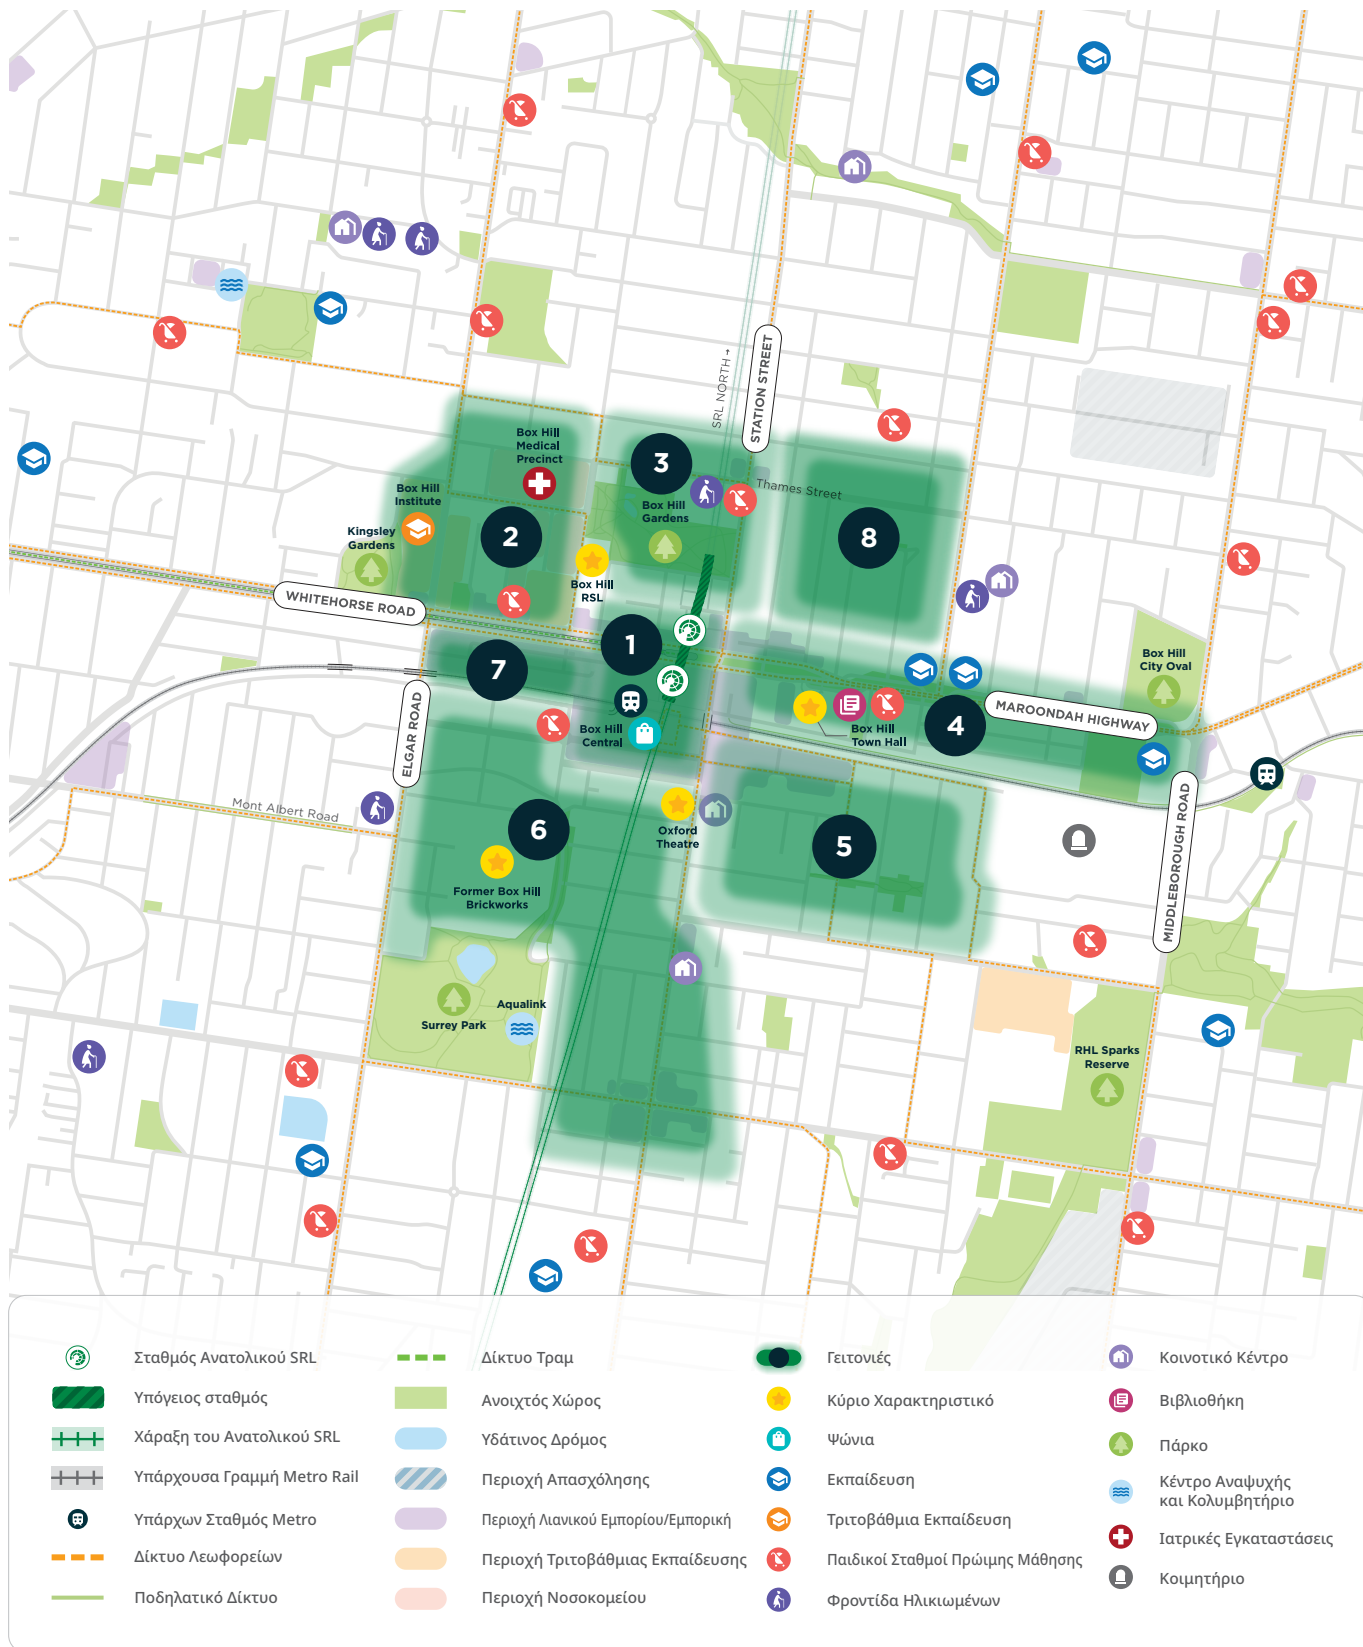 SRL NORTH
STATION STREET
Box Hill
Medical
Precinct
3
Thames Street
Box Hill
Institute
Box Hill
Gardens
Kingsley
Gardens
2
8
Box Hill
RSL
WHITEHORSE ROAD
1
7
Box Hill
City Oval
ELGAR ROAD
Box Hill
Central
Box Hill
Town Hall
4
MAROONDAH HIGHWAY
MIDDLEBOROUGH ROAD
Mont Albert Road
6
Oxford
Theatre
5
Former Box Hill
Brickworks
Surrey Park
Aqualink
RHL Sparks
Reserve
Σταθμός Ανατολικού SRL
Υπόγειος σταθμός
Χάραξη του Ανατολικού SRL
Υπάρχουσα Γραμμή Metro Rail
Υπάρχων Σταθμός Metro
Δίκτυο Λεωφορείων
Ποδηλατικό Δίκτυο
Δίκτυο Τραμ
Ανοιχτός Χώρος
Υδάτινος Δρόμος
Περιοχή Απασχόλησης
Περιοχή Λιανικού Εμπορίου/Εμπορική
Περιοχή Τριτοβάθμιας Εκπαίδευσης
Περιοχή Νοσοκομείου
Γειτονιές
Κύριο Χαρακτηριστικό
Ψώνια
Εκπαίδευση
Τριτοβάθμια Εκπαίδευση
Παιδικοί Σταθμοί Πρώιμης Μάθησης
Φροντίδα Ηλικιωμένων
Κοινοτικό Κέντρο
Βιβλιοθήκη
Πάρκο
Κέντρο Αναψυχής
και Κολυμβητήριο
Ιατρικές Εγκαταστάσεις
Κοιμητήριο